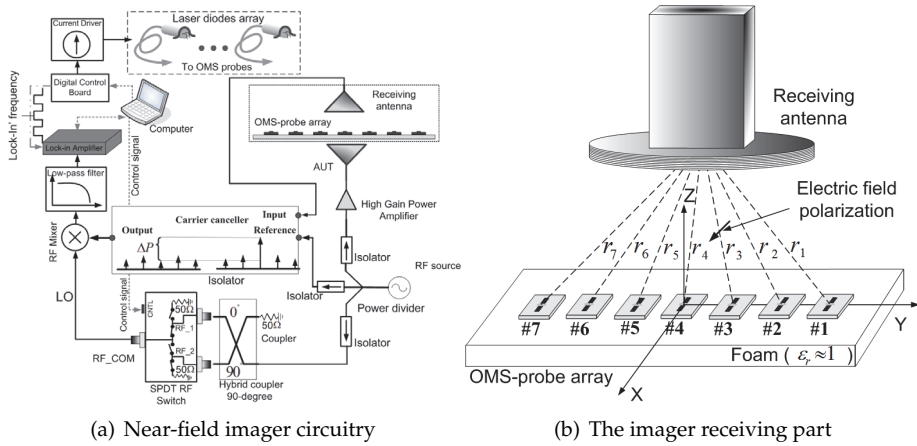 Current Driver
Laser diodes array
To OMS probes
Digital Control
Board
Computer
Lock-In' frequency
Lock-in Amplifier
Control signal
Low-pass filter
RF Mixer
Receiving
antenna
OMS-probe array
AUT
High Gain Power
Amplifier
Carrier canceller
Input
Output
Reference
ΔP
Isolator
Isolator
Isolator
RF source
Power divider
Isolator
LO
Control signal
CNTL
50Ω
RF_1
RF_2
50Ω
RF_COM
SPDT RF
Switch
0°
90
50Ω
Coupler
Hybrid coupler
90-degree
(a) Near-field imager circuitry
Receiving
antenna
Electric field
polarization
Z
r7 r6 r5 r4 r3 r2 r1
#7 #6 #5 #4 #3 #2 #1
Y
Foam ( εr ≈1 )
OMS-probe array
X
(b) The imager receiving part